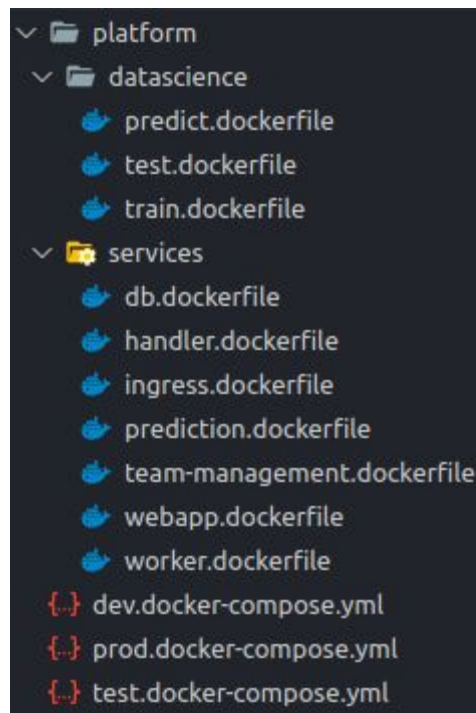 platform
datascience
predict.dockerfile
test.dockerfile
train.dockerfile
services
db.dockerfile
handler.dockerfile
ingress.dockerfile
prediction.dockerfile
team-management.dockerfile
webapp.dockerfile
worker.dockerfile
{...} dev.docker-compose.yml
{...} prod.docker-compose.yml
{...} test.docker-compose.yml